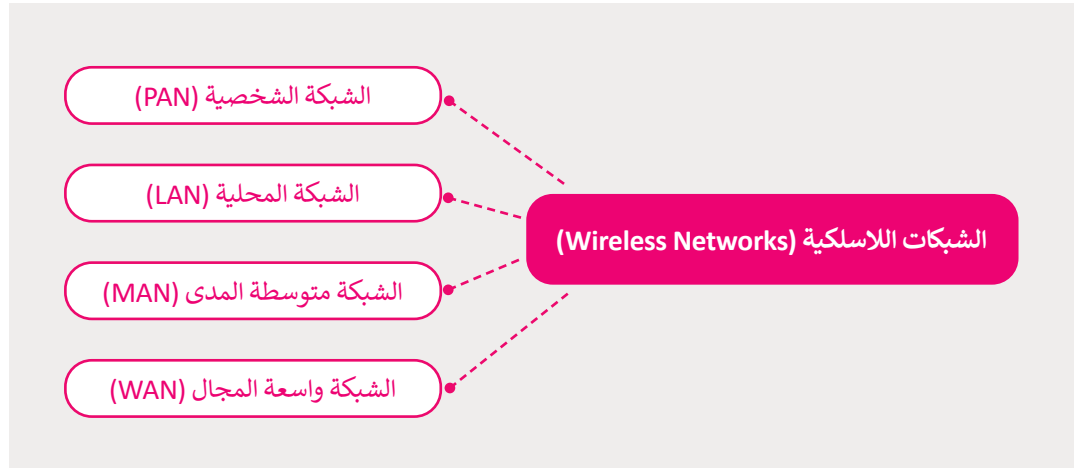 الشبكات اللاسلكية (Wireless Networks)
الشبكة الشخصية (PAN)
الشبكة المحلية (LAN)
الشبكة متوسطة المدى (MAN)
الشبكة واسعة المجال (WAN)